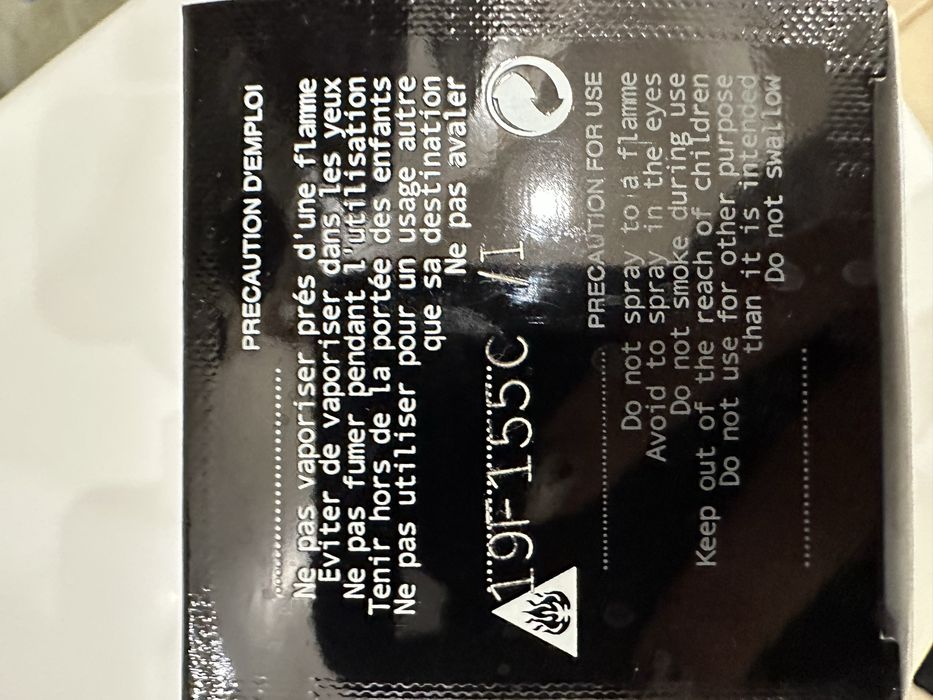 PRECAUTION D'EMPLOI
Ne pas vaporiser prés d'une flamme
Eviter de vaporiser dans les yeux
Ne pas fumer pendant l'utilisation
Tenir hors de la portée des enfants
Ne pas utiliser pour un usage autre
que sa destination
Ne pas avaler
19F155C /I
PRECAUTION FOR USE
Do not spray to a flamme
Avoid to spray in the eyes
Do not smoke during use
Keep out of the reach of children
Do not use for other purpose
than it is intended
Do not swallow